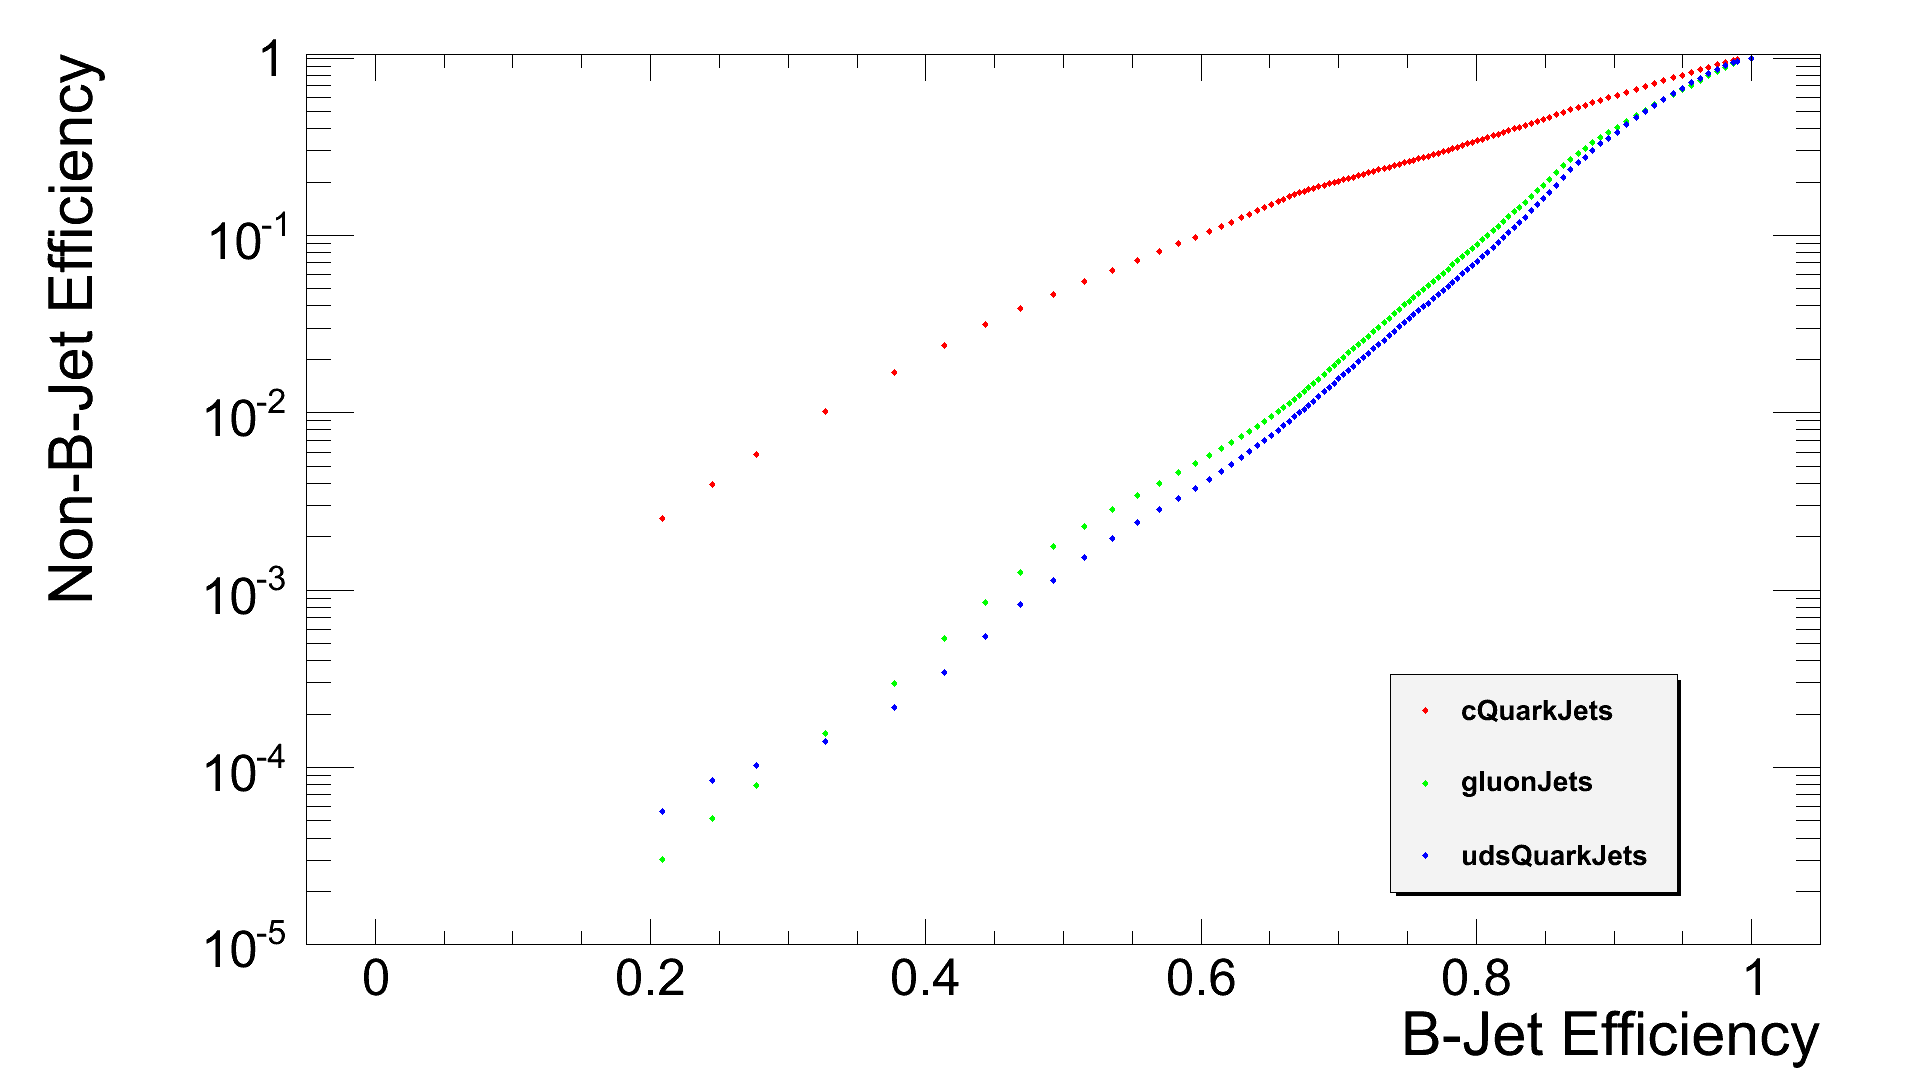 Non-B-Jet Efficiency
1
10-1
10-2
10-3
10-4
10-5
cQuarkJets
gluonJets
udsQuarkJets
0 0.2 0.4 0.6 0.8 1
B-Jet Efficiency